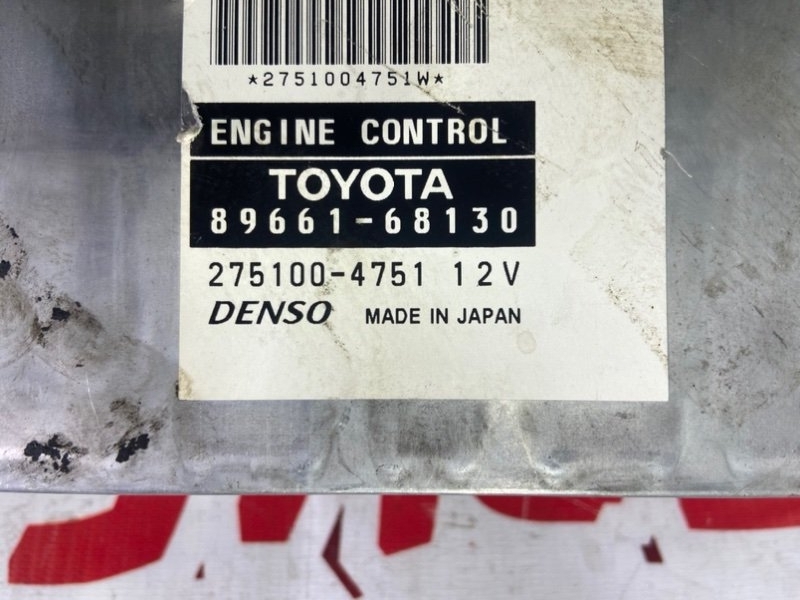 *2751004751W*
ENGINE CONTROL
TOYOTA
89661-68130
275100-4751 12V
DENSO MADE IN JAPAN